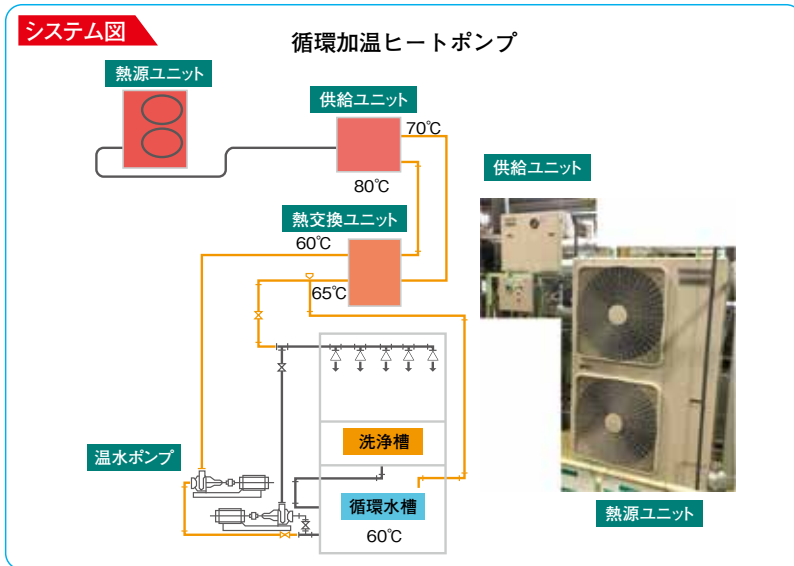 システム図
循環加温ヒートポンプ
熱源ユニット
供給ユニット
70℃
80℃
供給ユニット
熱交換ユニット
60℃
65℃
洗浄槽
温水ポンプ
循環水槽
60℃
熱源ユニット